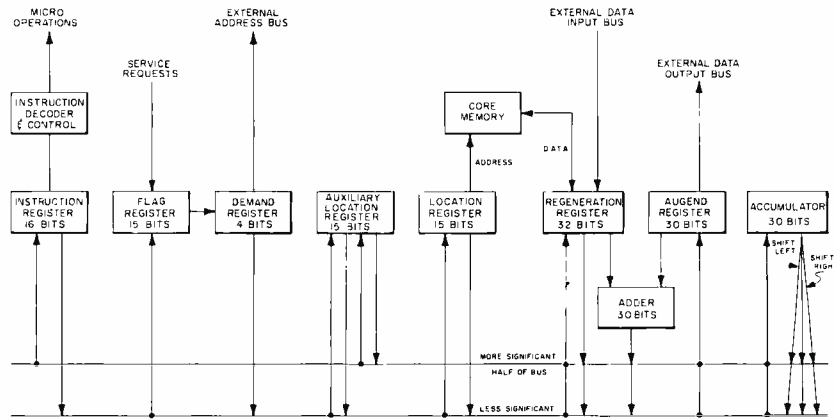 MICRO
OPERATIONS
EXTERNAL
ADDRESS BUS
EXTERNAL DATA
INPUT BUS
SERVICE
REQUESTS
EXTERNAL DATA
OUTPUT BUS
INSTRUCTION
DECODER
¢ CONTROL
CORE
MEMORY
ADDRESS
DATA
INSTRUCTION
REGISTER
16 BITS
FLAG
REGISTER
15 BITS
DEMAND
REGISTER
4 BITS
AUXILIARY
LOCATION
REGISTER
15 BITS
LOCATION
REGISTER
15 BITS
REGENERATION
REGISTER
32 BITS
AUGEND
REGISTER
30 BITS
ACCUMULATOR
30 BITS
SHIFT
LEFT
SHIFT
RIGHT
ADDER
30 BITS
MORE SIGNIFICANT
HALF OF BUS
LESS SIGNIFICANT